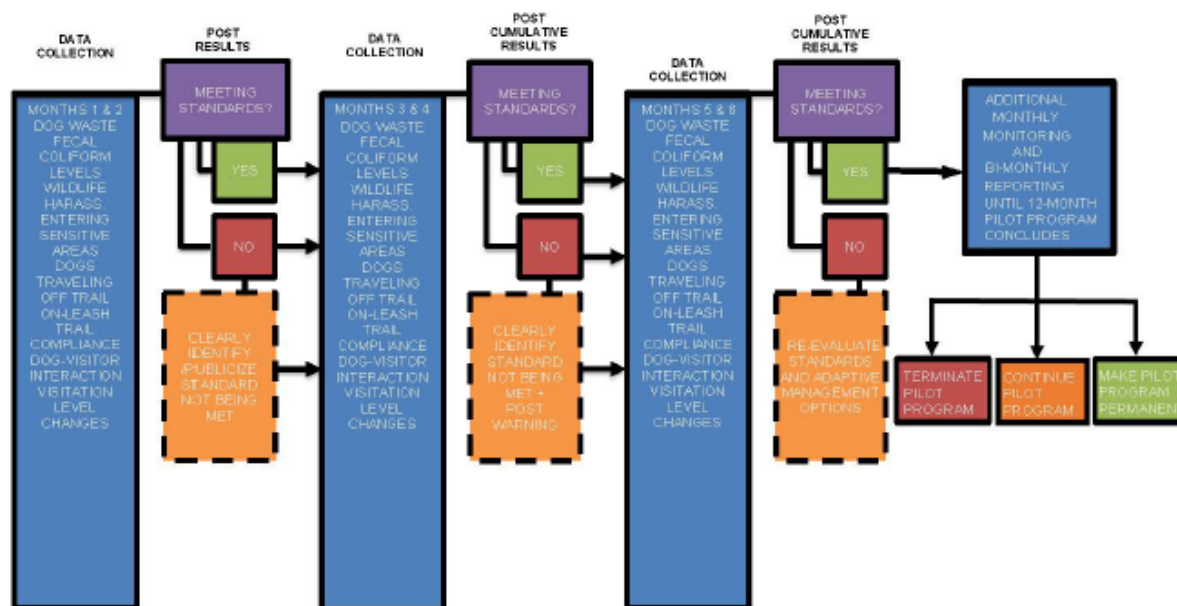 DATA
COLLECTION
MONTHS 1 & 2
DOG WASTE
FECAL
COLIFORM
LEVELS
WILDLIFE
HARASS.
ENTERING
SENSITIVE
AREAS
DOGS
TRAVELING
OFF TRAIL
ON-LEASH
TRAIL
COMPLIANCE
DOG-VISITOR
INTERACTION
VISITATION
LEVEL
CHANGES
POST
RESULTS
MEETING
STANDARDS?
YES
NO
CLEARLY
IDENTIFY
/PUBLICIZE
STANDARD
NOT BEING
MET
DATA
COLLECTION
MONTHS 3 & 4
DOG WASTE
FECAL
COLIFORM
LEVELS
WILDLIFE
HARASS.
ENTERING
SENSITIVE
AREAS
DOGS
TRAVELING
OFF TRAIL
ON-LEASH
TRAIL
COMPLIANCE
DOG-VISITOR
INTERACTION
VISITATION
LEVEL
CHANGES
POST
CUMULATIVE
RESULTS
MEETING
STANDARDS?
YES
NO
CLEARLY
IDENTIFY
STANDARD
NOT BEING
MET +
POST
WARNING
DATA
COLLECTION
MONTHS 5 & 6
DOG WASTE
FECAL
COLIFORM
LEVELS
WILDLIFE
HARASS.
ENTERING
SENSITIVE
AREAS
DOGS
TRAVELING
OFF TRAIL
ON-LEASH
TRAIL
COMPLIANCE
DOG-VISITOR
INTERACTION
VISITATION
LEVEL
CHANGES
POST
CUMULATIVE
RESULTS
MEETING
STANDARDS?
YES
NO
RE-EVALUATE
STANDARDS
AND ADAPTIVE
MANAGEMENT
OPTIONS
ADDITIONAL
MONTHLY
MONITORING
AND
BI-MONTHLY
REPORTING
UNTIL 12-MONTH
PILOT PROGRAM
CONCLUDES
TERMINATE
PILOT
PROGRAM
CONTINUE
PILOT
PROGRAM
MAKE PILOT
PROGRAM
PERMANENT